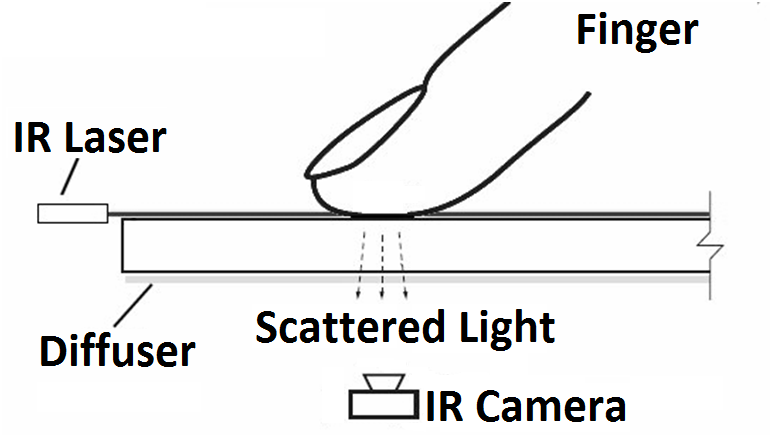 Finger
IR Laser
Scattered Light
Diffuser
IR Camera